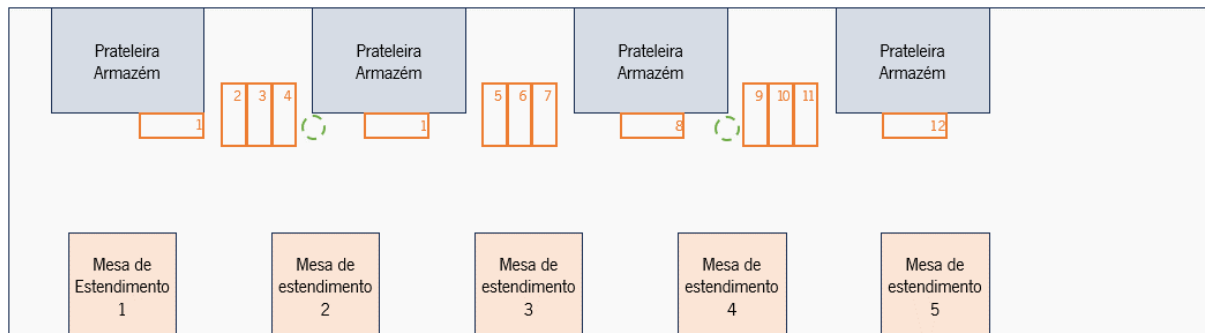 Prateleira
Armazém
Prateleira
Armazém
Prateleira
Armazém
Prateleira
Armazém
2
3
4
5
6
7
9
10
11
1
1
8
12
Mesa de
Estendimento
1
Mesa de
estendimento
2
Mesa de
estendimento
3
Mesa de
estendimento
4
Mesa de
estendimento
5